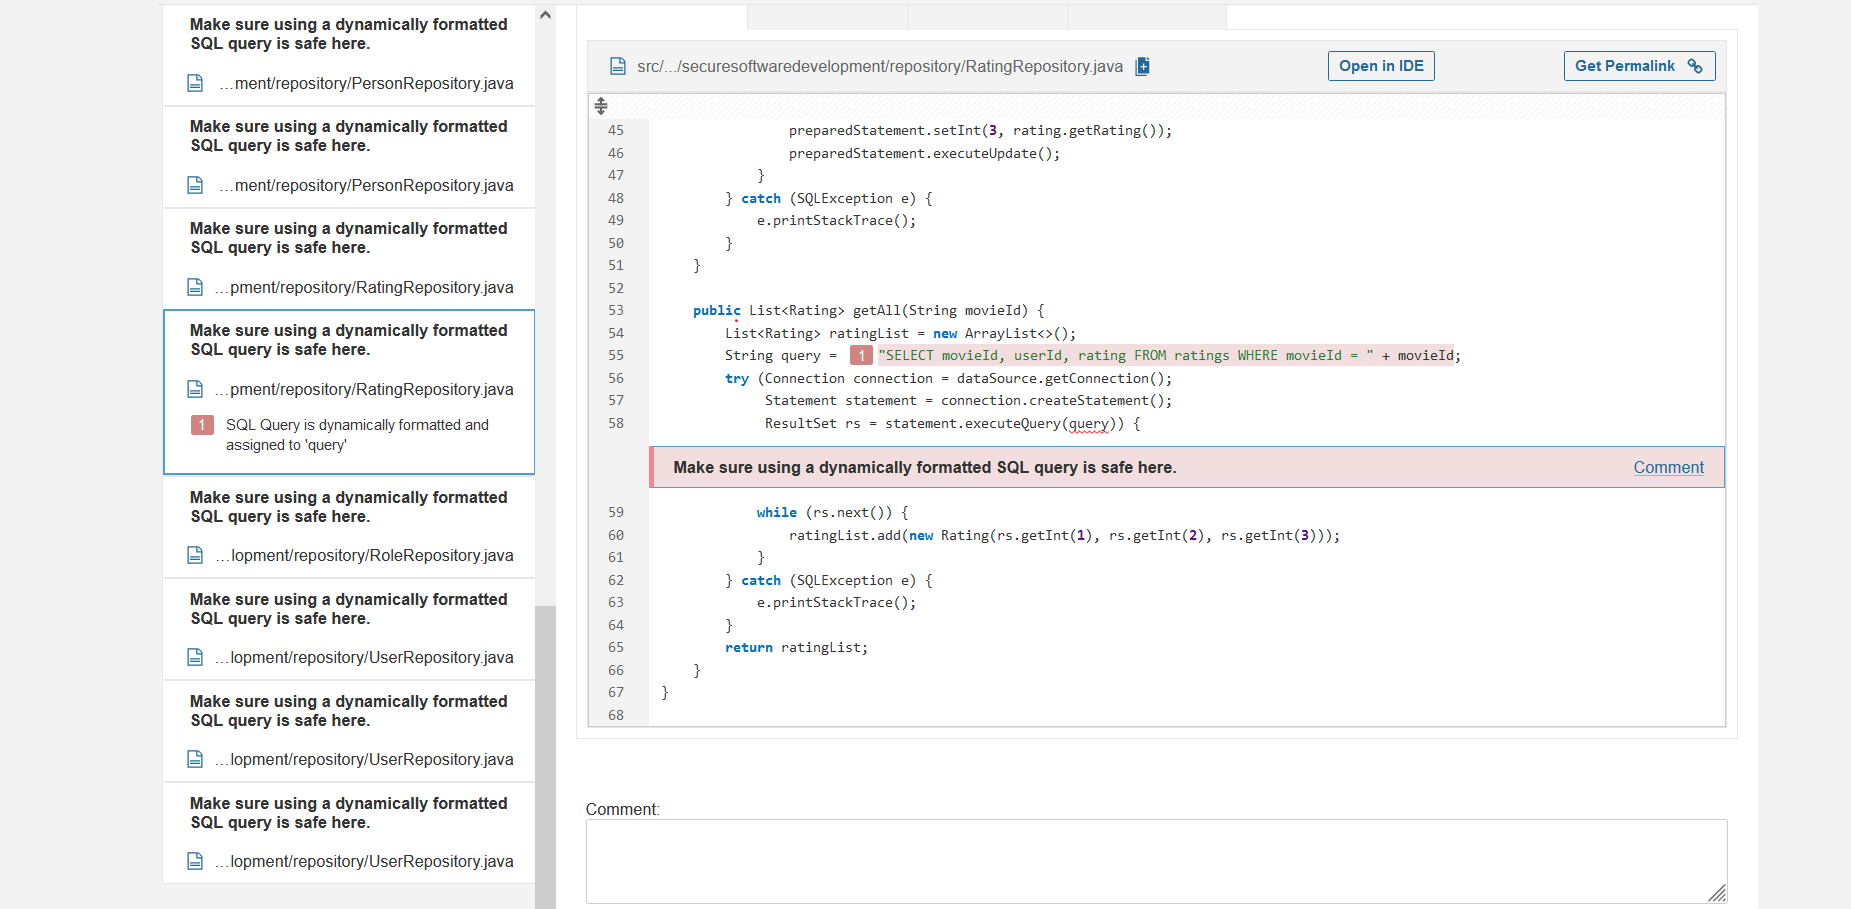 Make sure using a dynamically formatted
SQL query is safe here.
...ment/repository/PersonRepository.java
Make sure using a dynamically formatted
SQL query is safe here.
...ment/repository/PersonRepository.java
Make sure using a dynamically formatted
SQL query is safe here.
...pment/repository/RatingRepository.java
Make sure using a dynamically formatted
SQL query is safe here.
...pment/repository/RatingRepository.java
1 SQL Query is dynamically formatted and
assigned to 'query'
Make sure using a dynamically formatted
SQL query is safe here.
...lopment/repository/RoleRepository.java
Make sure using a dynamically formatted
SQL query is safe here.
...lopment/repository/UserRepository.java
Make sure using a dynamically formatted
SQL query is safe here.
...lopment/repository/UserRepository.java
Make sure using a dynamically formatted
SQL query is safe here.
...lopment/repository/UserRepository.java
src/.../securesoftwaredevelopment/repository/RatingRepository.java Open in IDE Get Permalink
45 preparedStatement.setInt(3, rating.getRating());
46 preparedStatement.executeUpdate();
47 }
48 } catch (SQLException e) {
49 e.printStackTrace();
50 }
51 }
52
53 public List<Rating> getAll(String movieId) {
54 List<Rating> ratingList = new ArrayList<>();
55 String query = 1 "SELECT movieId, userId, rating FROM ratings WHERE movieId = " + movieId;
56 try (Connection connection = dataSource.getConnection();
57 Statement statement = connection.createStatement();
58 ResultSet rs = statement.executeQuery(query)) {
Make sure using a dynamically formatted SQL query is safe here. Comment
59 while (rs.next()) {
60 ratingList.add(new Rating(rs.getInt(1), rs.getInt(2), rs.getInt(3)));
61 }
62 } catch (SQLException e) {
63 e.printStackTrace();
64 }
65 return ratingList;
66 }
67 }
68
Comment: